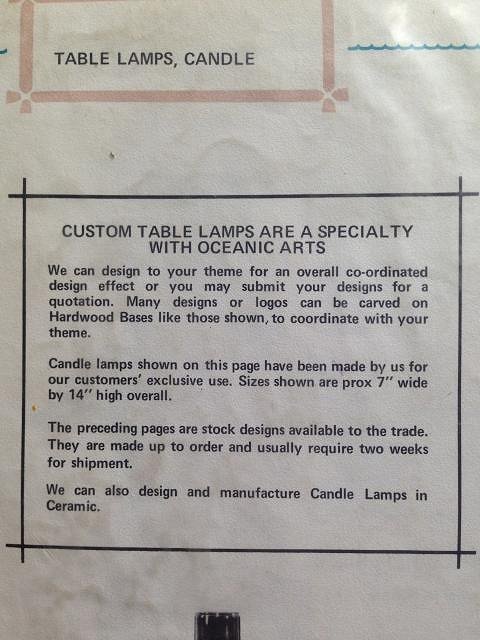 TABLE LAMPS, CANDLE
CUSTOM TABLE LAMPS ARE A SPECIALTY
WITH OCEANIC ARTS
We can design to your theme for an overall co-ordinated
design effect or you may submit your designs for a
quotation. Many designs or logos can be carved on
Hardwood Bases like those shown, to coordinate with your
theme.
Candle lamps shown on this page have been made by us for
our customers' exclusive use. Sizes shown are prox 7" wide
by 14" high overall.
The preceding pages are stock designs available to the trade.
They are made up to order and usually require two weeks
for shipment.
We can also design and manufacture Candle Lamps in
Ceramic.